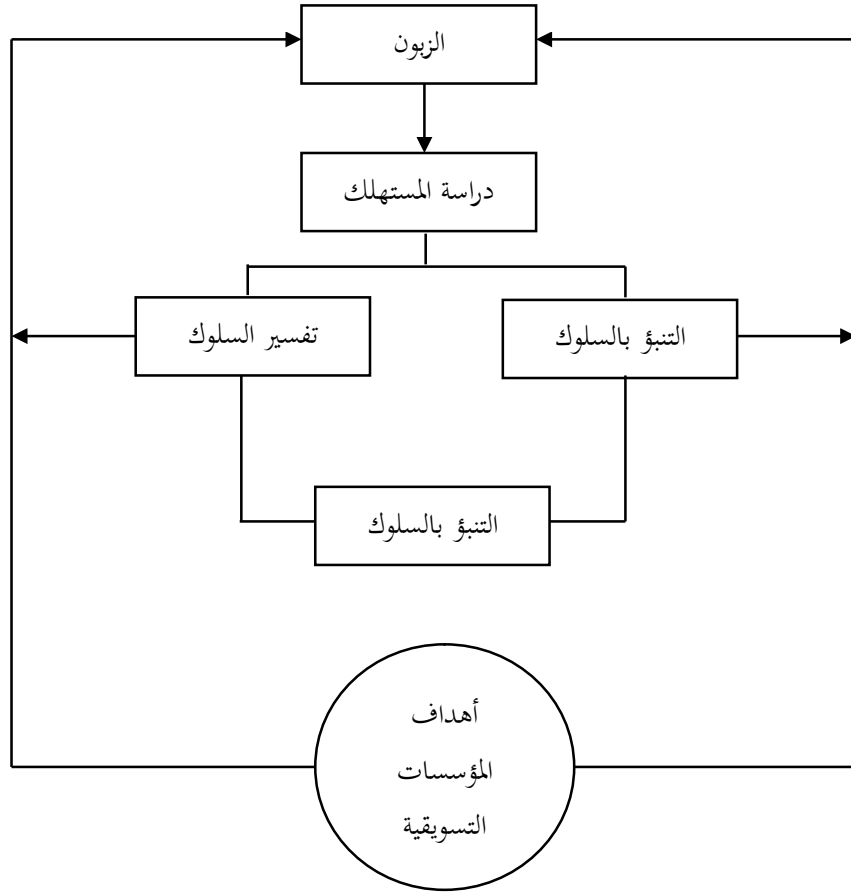 الزبون
دراسة المستهلك
التنبؤ بالسلوك
تفسير السلوك
التنبؤ بالسلوك
أهداف
المؤسسات
التسويقية